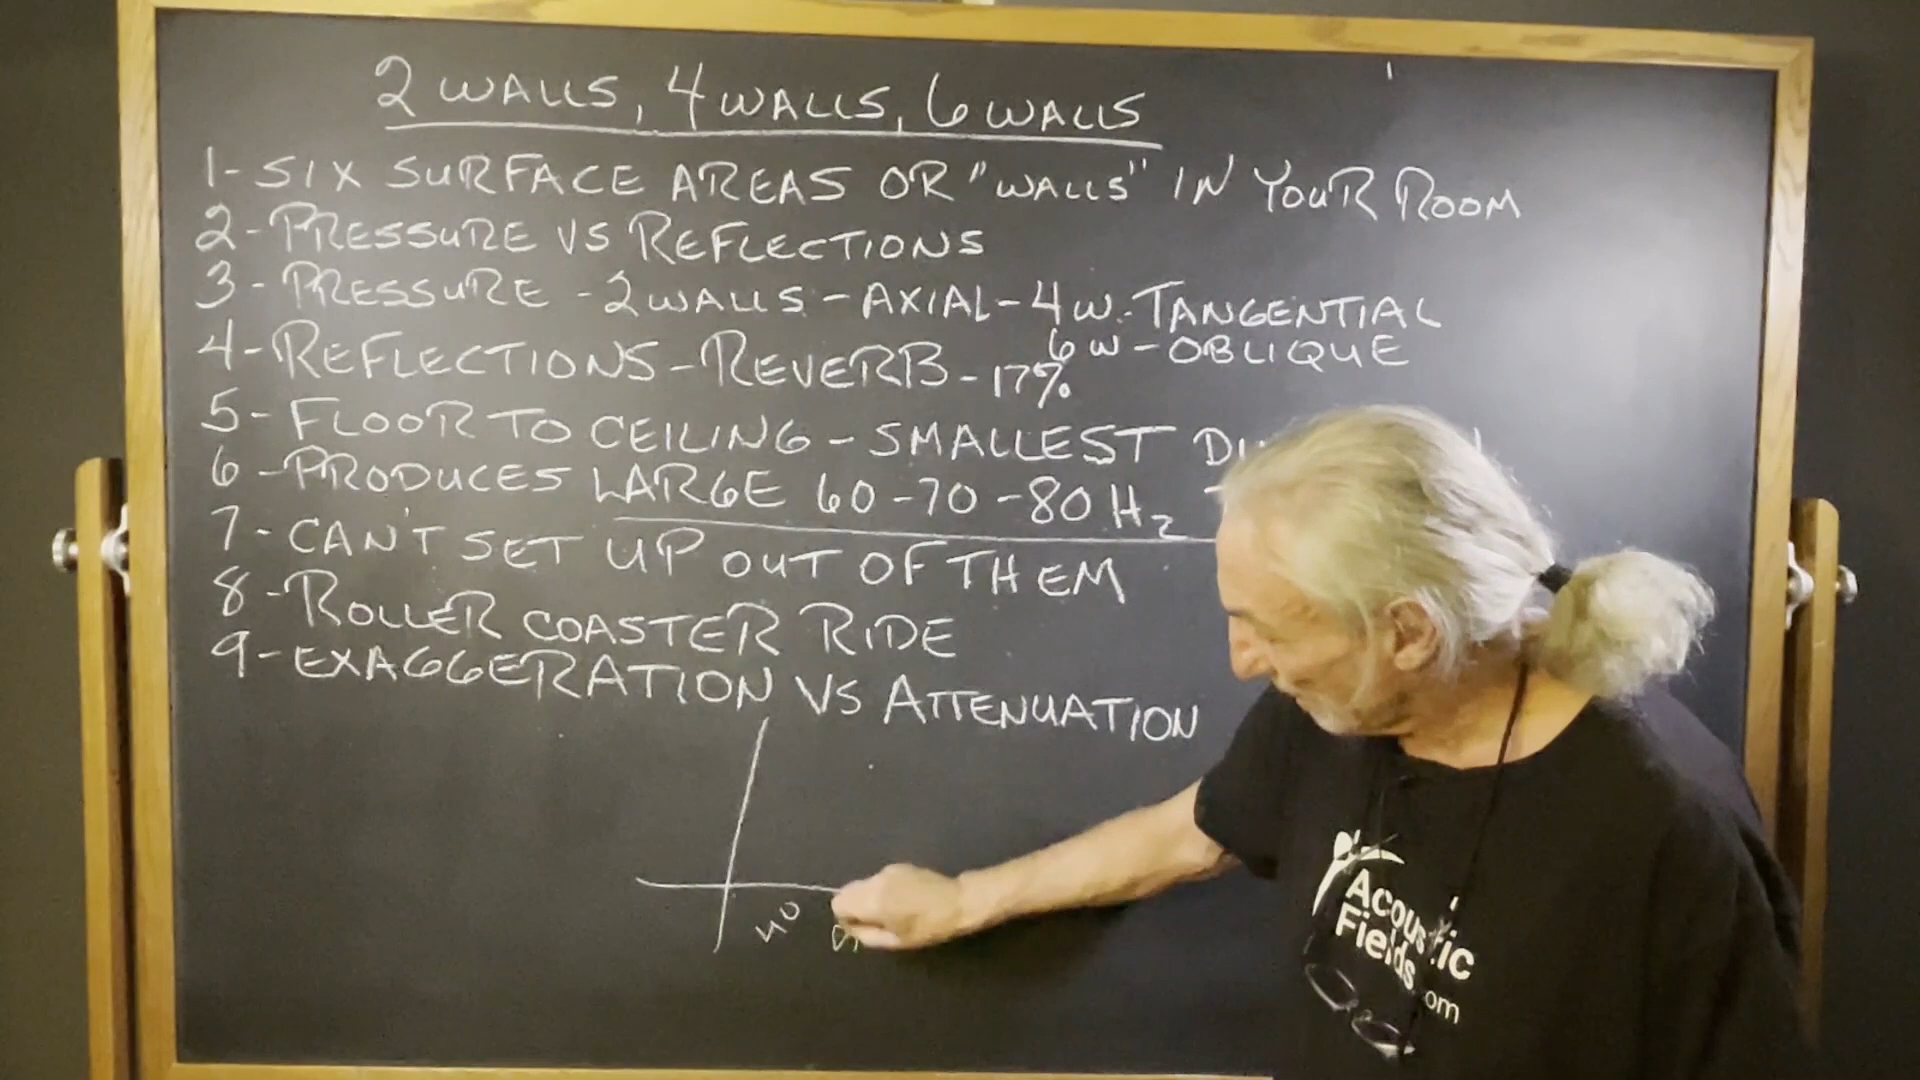 2 WALLS, 4 WALLS, 6 WALLS
1- SIX SURFACE AREAS OR "WALLS" IN YOUR ROOM
2- PRESSURE VS REFLECTIONS
3- PRESSURE - 2 WALLS - AXIAL - 4 W. - TANGENTIAL
6 W - OBLIQUE
4- REFLECTIONS - REVERB - 17%
5- FLOOR TO CEILING - SMALLEST
6- PRODUCES LARGE 60-70-80 Hz
7- CAN'T SET UP OUT OF THEM
8- ROLLER COASTER RIDE
9- EXAGGERATION VS ATTENUATION
40
Acoustic
Fields